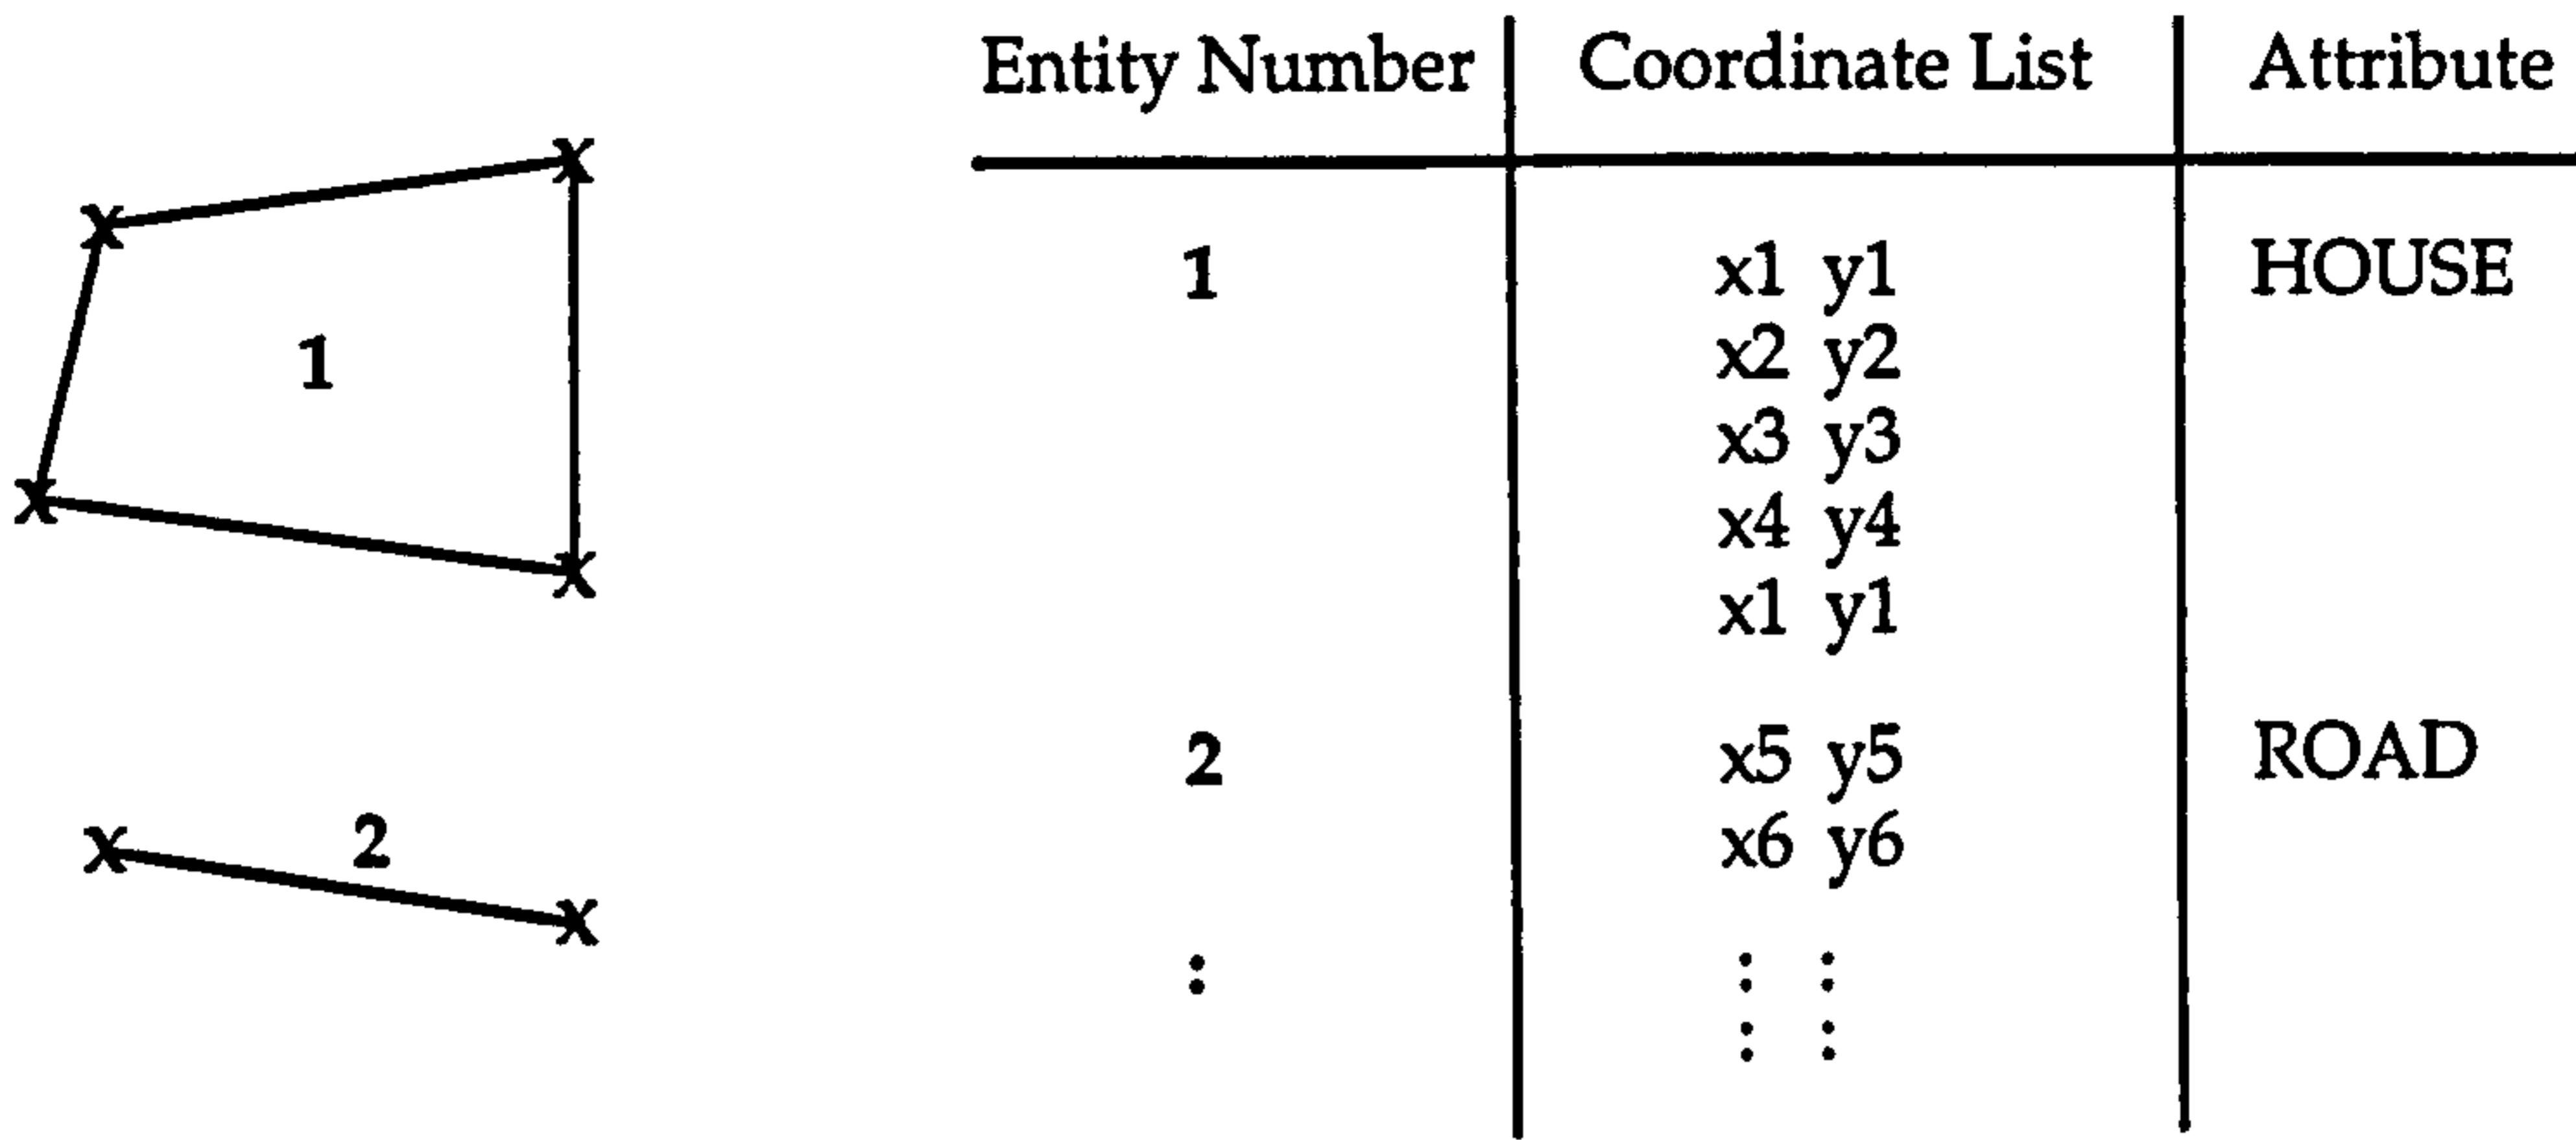 Entity Number Coordinate List Attribute
x
x
1
x
x
1 x1 y1 HOUSE
x2 y2
x3 y3
x4 y4
x1 y1
2 x5 y5 ROAD
x6 y6
x 2
x
: : :
: :